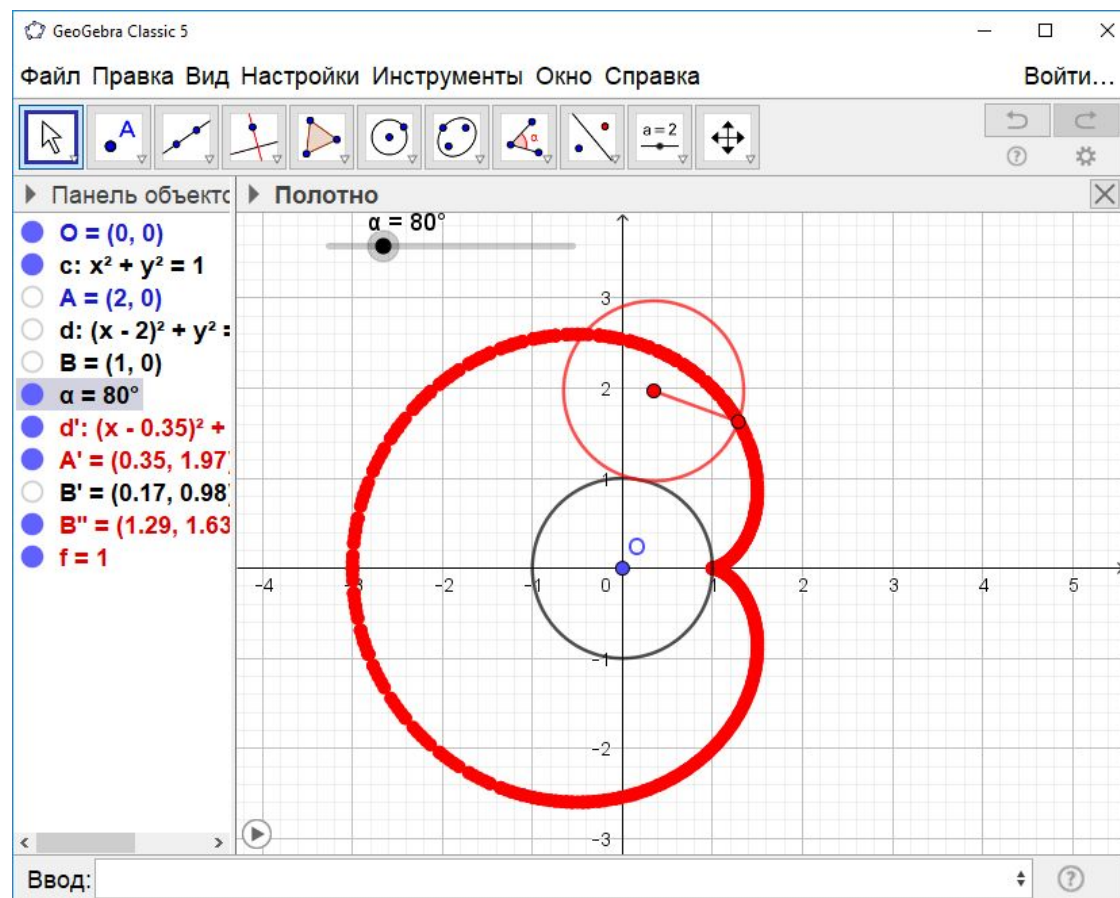 GeoGebra Classic 5
Файл Правка Вид Настройки Инструменты Окно Справка Войти...
A α a = 2
Панель объекто Полотно
O = (0, 0)
c: x² + y² = 1
A = (2, 0)
d: (x - 2)² + y² =
B = (1, 0)
α = 80°
d': (x - 0.35)² +
A' = (0.35, 1.97
B' = (0.17, 0.98
B" = (1.29, 1.63
f = 1
α = 80°
3
2
1
O
-4 -3 -2 -1 0 1 2 3 4 5
-1
-2
-3
Ввод: